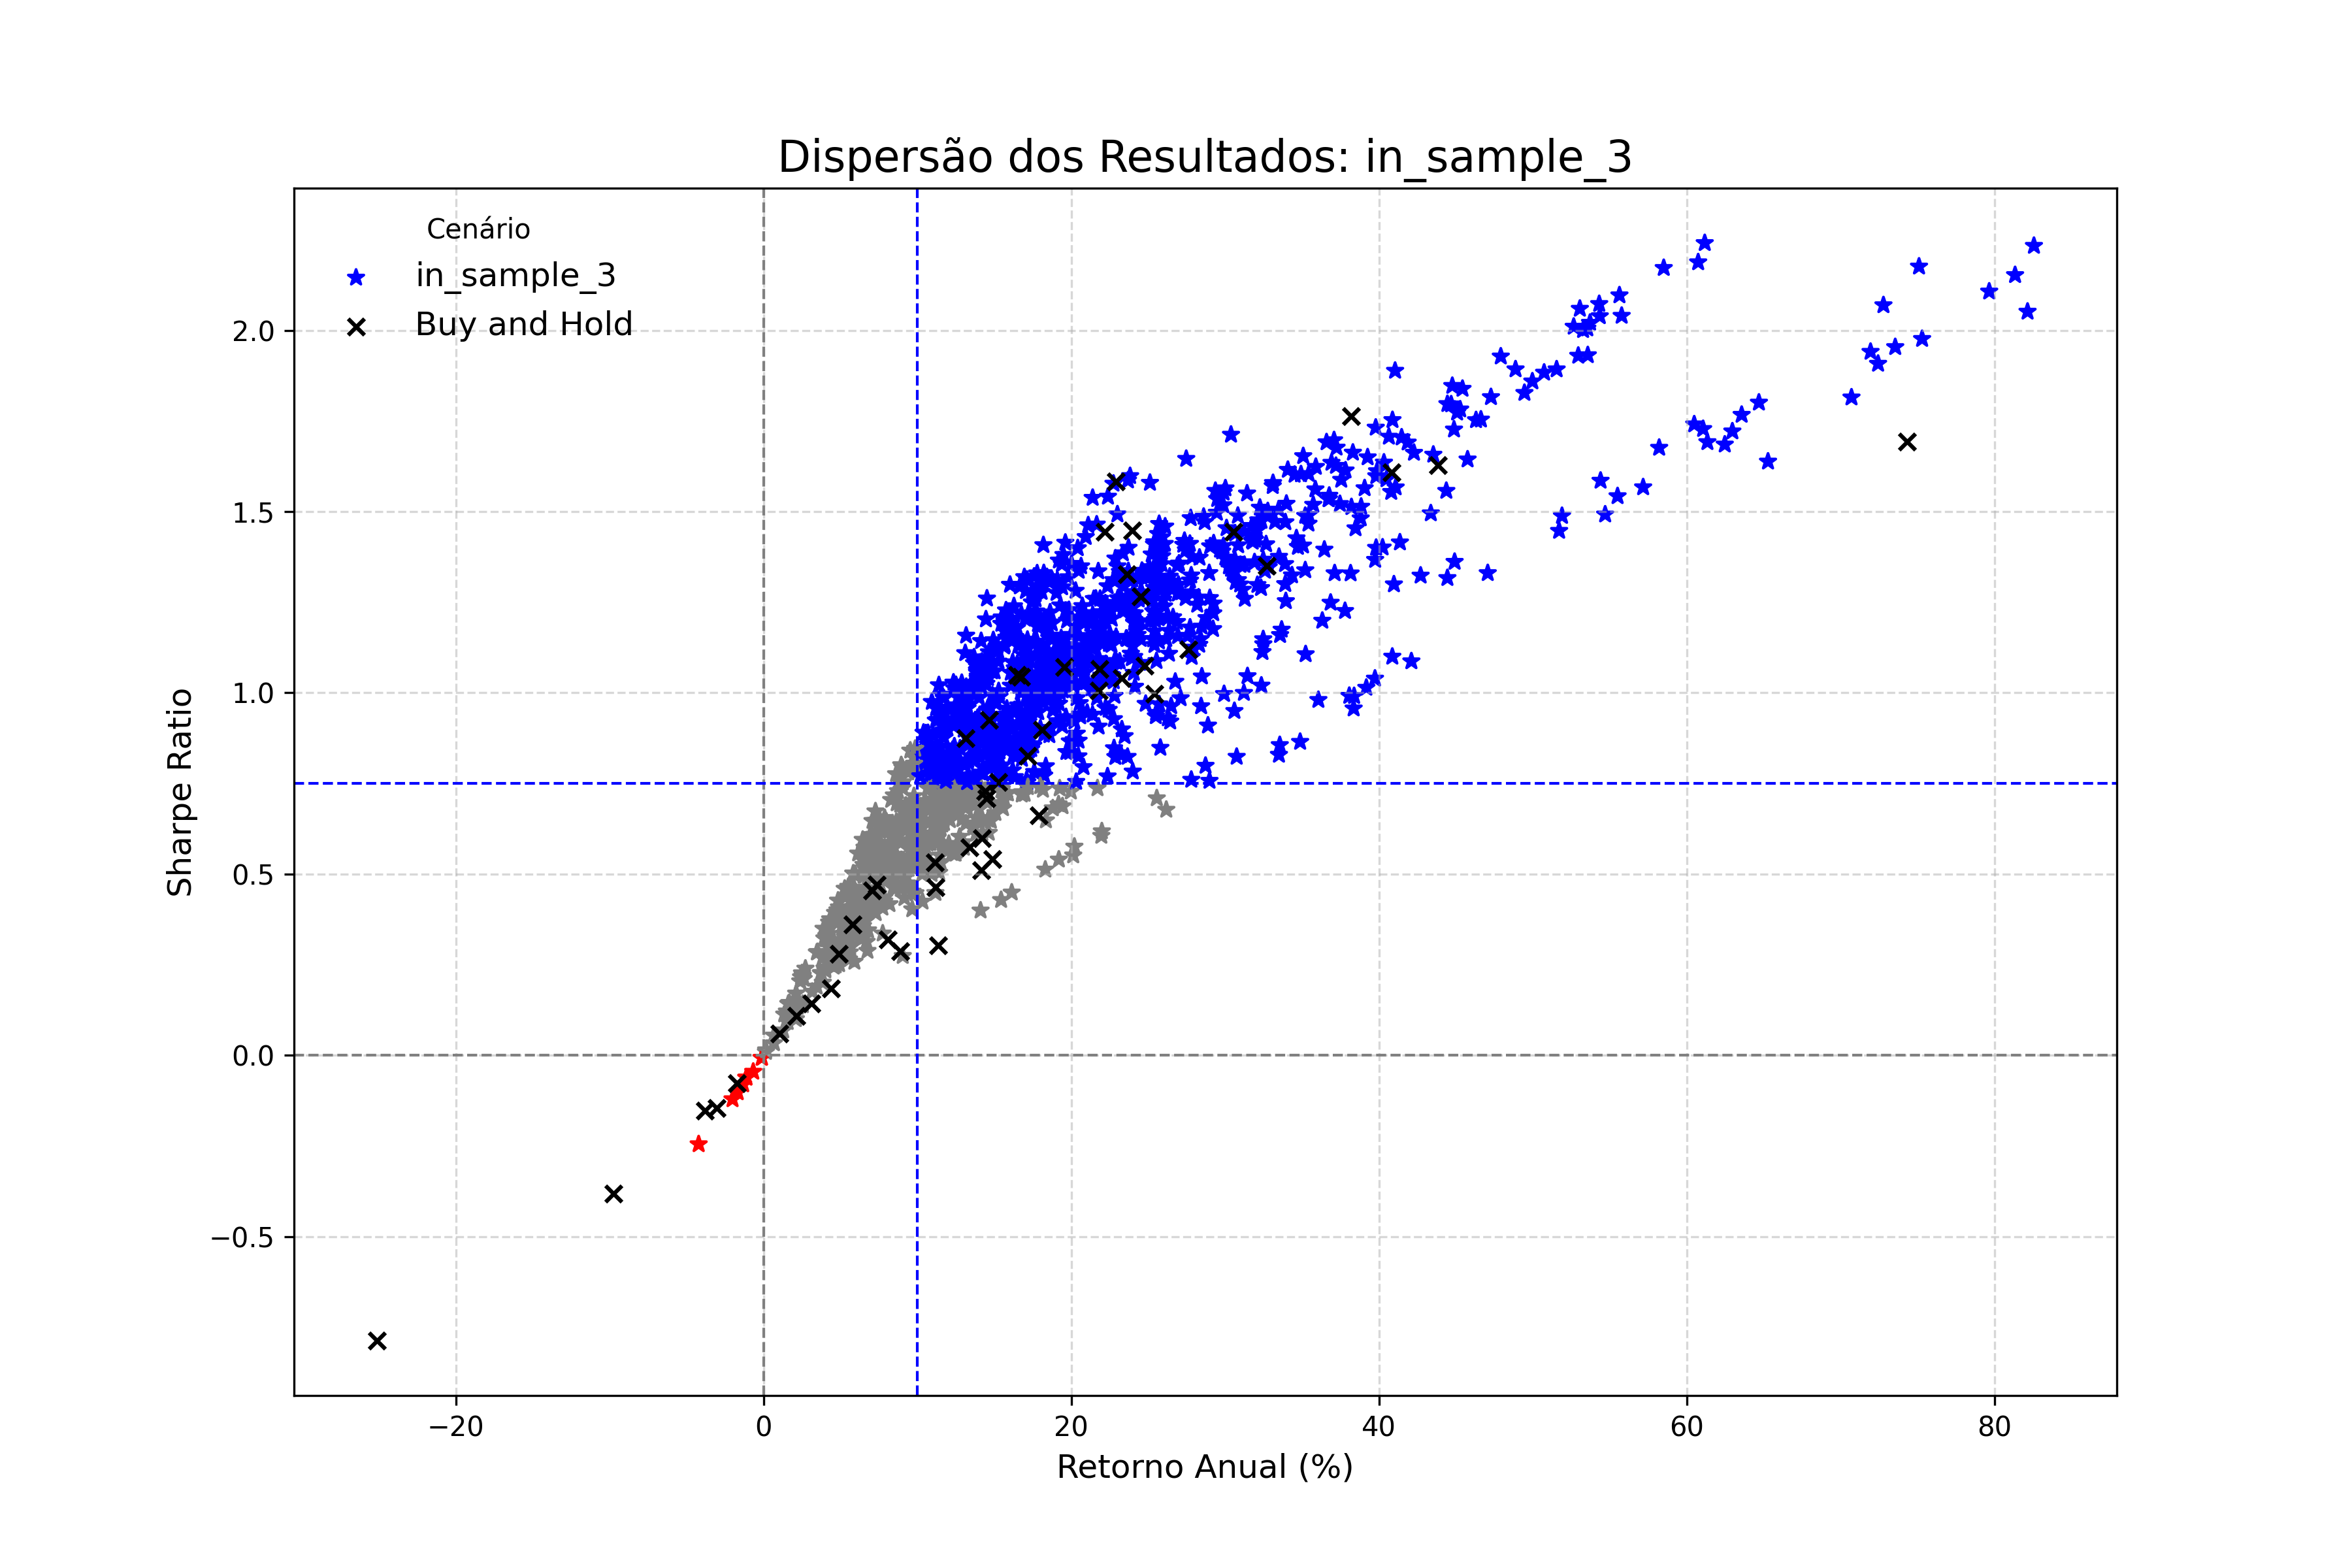 Dispersão dos Resultados: in_sample_3
Cenário
in_sample_3
Buy and Hold
Sharpe Ratio
2.0
1.5
1.0
0.5
0.0
−0.5
−20
0
20
40
60
80
Retorno Anual (%)